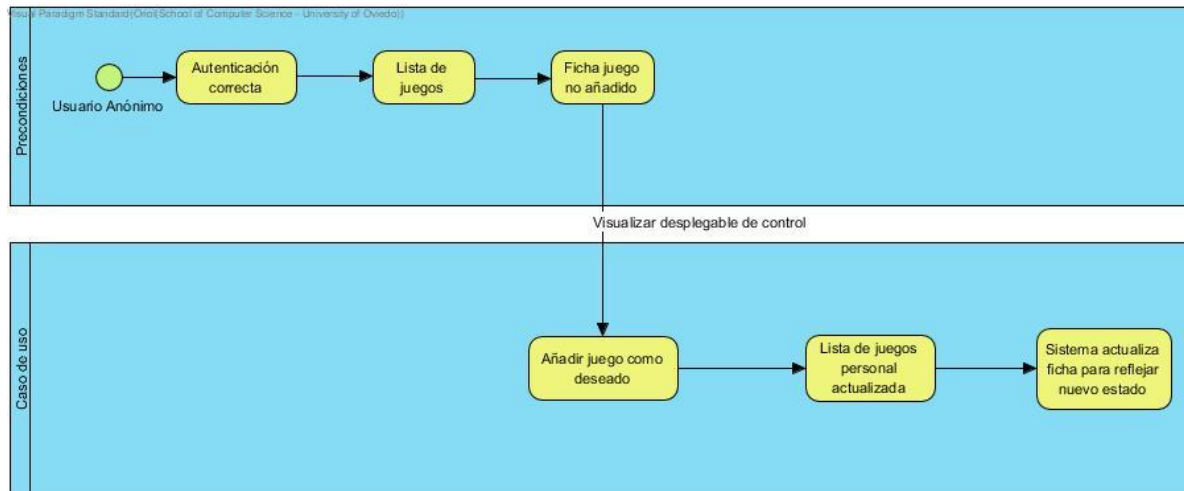 Visual Paradigm Standard(Oriol(School of Computer Science - University of Oviedo))
Precondiciones
Usuario Anónimo
Autenticación
correcta
Lista de
juegos
Ficha juego
no añadido
Visualizar desplegable de control
Caso de uso
Añadir juego como
deseado
Lista de juegos
personal
actualizada
Sistema actualiza
ficha para reflejar
nuevo estado